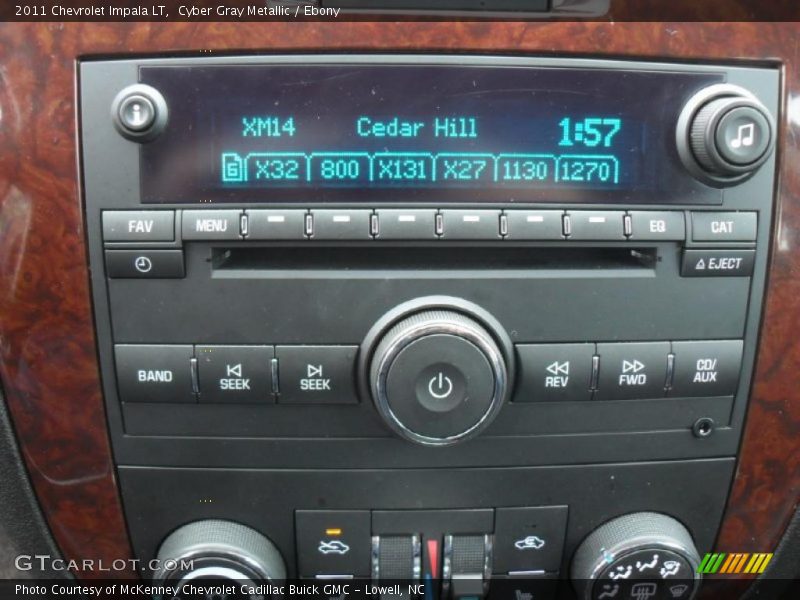 2011 Chevrolet Impala LT,  Cyber Gray Metallic / Ebony
XM14 Cedar Hill 1:57
6 X32 800 X131 X27 1130 1270
FAV MENU EQ CAT
EJECT
BAND SEEK SEEK REV FWD CD/AUX
GTCARLOT.COM
Photo Courtesy of McKenney Chevrolet Cadillac Buick GMC - Lowell, NC